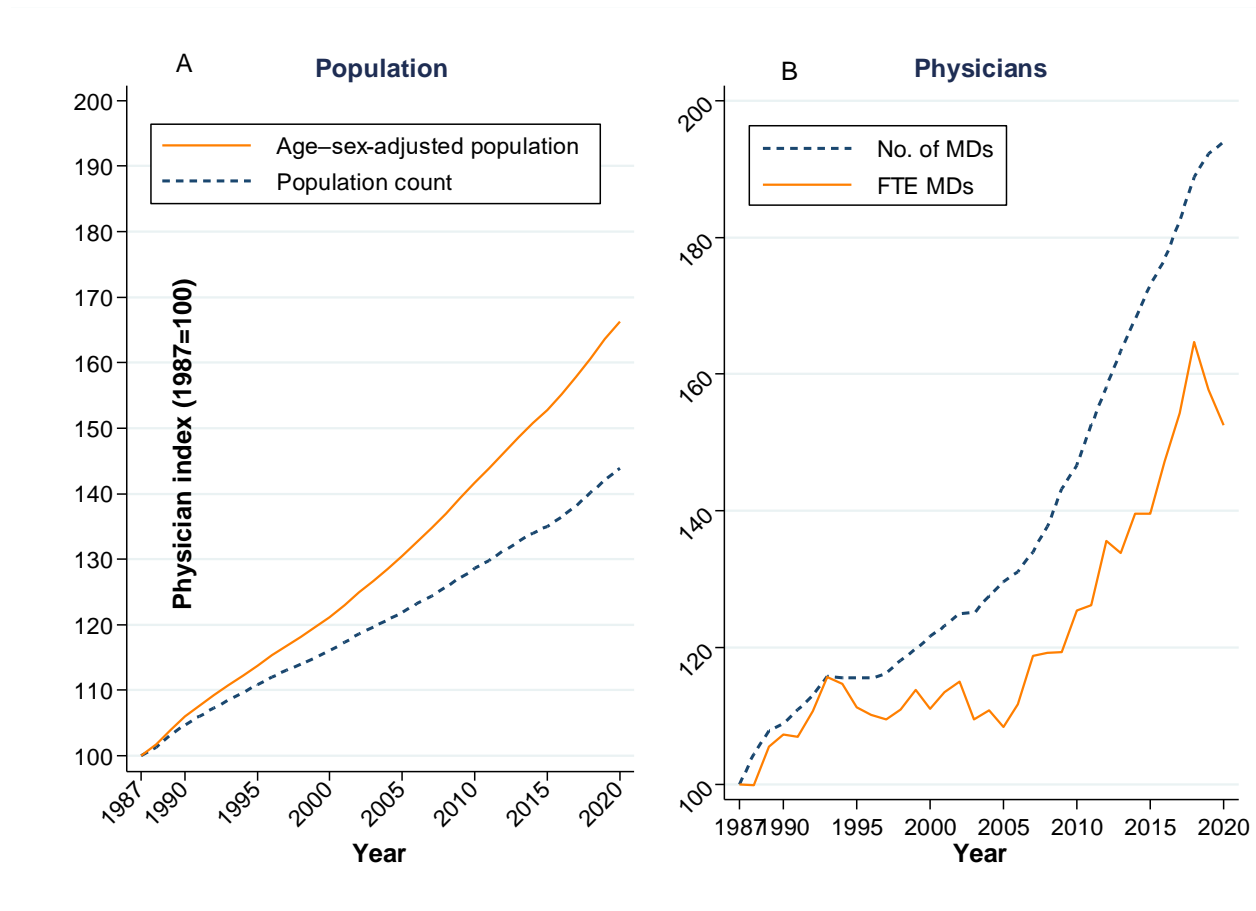 A
Population
200
190
180
170
160
150
140
130
120
110
100
Age–sex-adjusted population
Population count
Physician index (1987=100)
1987 1990 1995 2000 2005 2010 2015 2020
Year
B
Physicians
200
180
160
140
120
100
No. of MDs
FTE MDs
1987 1990 1995 2000 2005 2010 2015 2020
Year